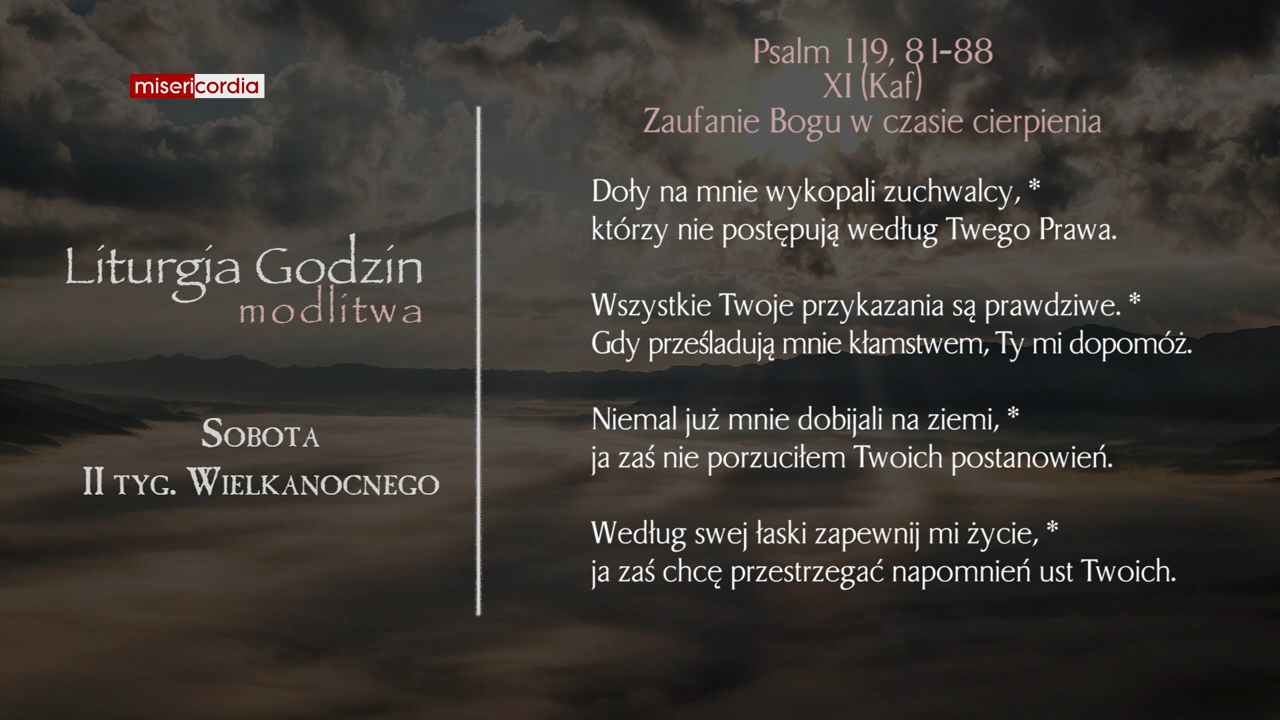 misericordia
Liturgia Godzin
modlitwa
Sobota
II tyg. Wielkanocnego
Psalm 119, 81-88
XI (Kaf)
Zaufanie Bogu w czasie cierpienia
Doły na mnie wykopali zuchwalcy, *
którzy nie postępują według Twego Prawa.
Wszystkie Twoje przykazania są prawdziwe. *
Gdy prześladują mnie kłamstwem, Ty mi dopomóż.
Niemal już mnie dobijali na ziemi, *
ja zaś nie porzuciłem Twoich postanowień.
Według swej łaski zapewnij mi życie, *
ja zaś chcę przestrzegać napomnień ust Twoich.